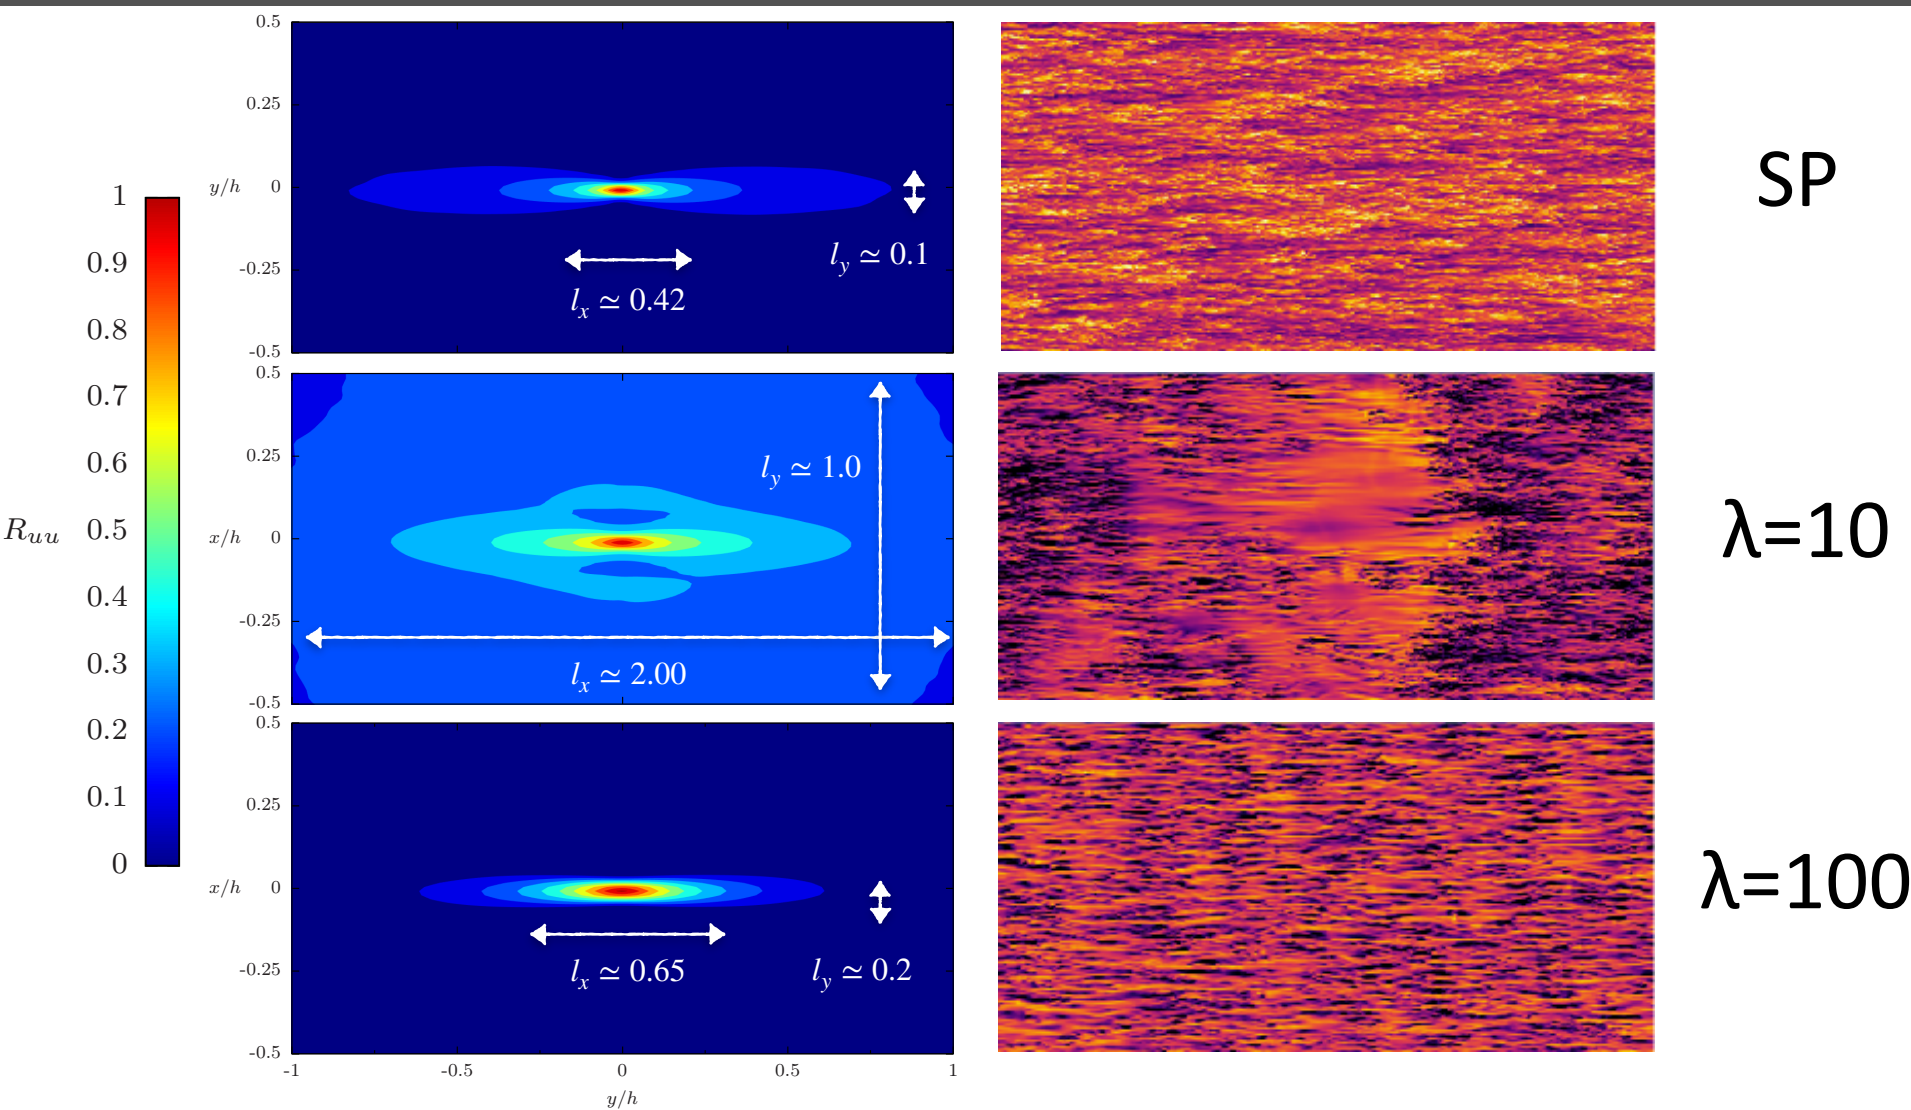 0.5
0.25
y/h 0
-0.25
-0.5
l_y ≃ 0.1
l_x ≃ 0.42
SP
1
0.9
0.8
0.7
0.6
R_uu 0.5
0.4
0.3
0.2
0.1
0
0.5
0.25
x/h 0
-0.25
-0.5
l_y ≃ 1.0
l_x ≃ 2.00
λ=10
0.5
0.25
x/h 0
-0.25
-0.5
l_x ≃ 0.65
l_y ≃ 0.2
λ=100
-1 -0.5 0 0.5 1
y/h